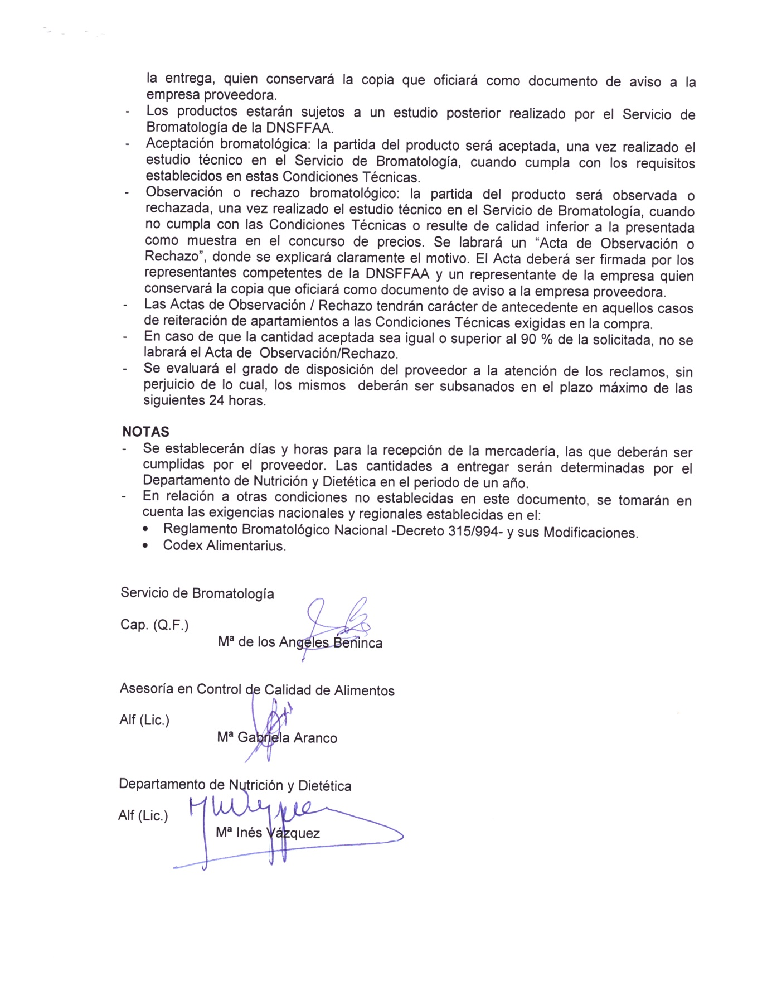 la entrega, quien conservará la copia que oficiará como documento de aviso a la
empresa proveedora.
- Los productos estarán sujetos a un estudio posterior realizado por el Servicio de
Bromatología de la DNSFFAA.
- Aceptación bromatológica: la partida del producto será aceptada, una vez realizado el
estudio técnico en el Servicio de Bromatología, cuando cumpla con los requisitos
establecidos en estas Condiciones Técnicas.
- Observación o rechazo bromatológico: la partida del producto será observada o
rechazada, una vez realizado el estudio técnico en el Servicio de Bromatología, cuando
no cumpla con las Condiciones Técnicas o resulte de calidad inferior a la presentada
como muestra en el concurso de precios. Se labrará un “Acta de Observación o
Rechazo”, donde se explicará claramente el motivo. El Acta deberá ser firmada por los
representantes competentes de la DNSFFAA y un representante de la empresa quien
conservará la copia que oficiará como documento de aviso a la empresa proveedora.
- Las Actas de Observación / Rechazo tendrán carácter de antecedente en aquellos casos
de reiteración de apartamientos a las Condiciones Técnicas exigidas en la compra.
- En caso de que la cantidad aceptada sea igual o superior al 90 % de la solicitada, no se
labrará el Acta de  Observación/Rechazo.
- Se evaluará el grado de disposición del proveedor a la atención de los reclamos, sin
perjuicio de lo cual, los mismos  deberán ser subsanados en el plazo máximo de las
siguientes 24 horas.
NOTAS
- Se establecerán días y horas para la recepción de la mercadería, las que deberán ser
cumplidas por el proveedor. Las cantidades a entregar serán determinadas por el
Departamento de Nutrición y Dietética en el periodo de un año.
- En relación a otras condiciones no establecidas en este documento, se tomarán en
cuenta las exigencias nacionales y regionales establecidas en el:
• Reglamento Bromatológico Nacional -Decreto 315/994- y sus Modificaciones.
• Codex Alimentarius.
Servicio de Bromatología
Cap. (Q.F.)
Mª de los Angeles Beninca
Asesoría en Control de Calidad de Alimentos
Alf (Lic.)
Mª Gabriela Aranco
Departamento de Nutrición y Dietética
Alf (Lic.)
Mª Inés Vázquez